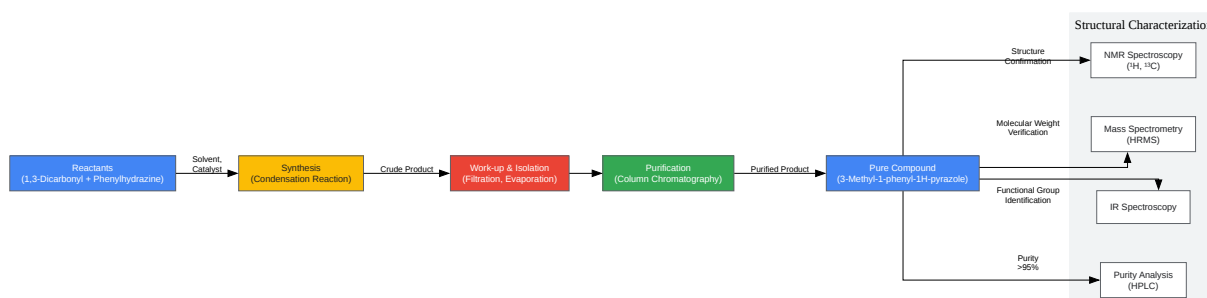 Structural Characterizatio
Reactants
(1,3-Dicarbonyl + Phenylhydrazine)
Solvent,
Catalyst
Synthesis
(Condensation Reaction)
Crude Product
Work-up & Isolation
(Filtration, Evaporation)
Purification
(Column Chromatography)
Purified Product
Pure Compound
(3-Methyl-1-phenyl-1H-pyrazole)
Structure
Confirmation
NMR Spectroscopy
(¹H, ¹³C)
Molecular Weight
Verification
Mass Spectrometry
(HRMS)
Functional Group
Identification
IR Spectroscopy
Purity
>95%
Purity Analysis
(HPLC)